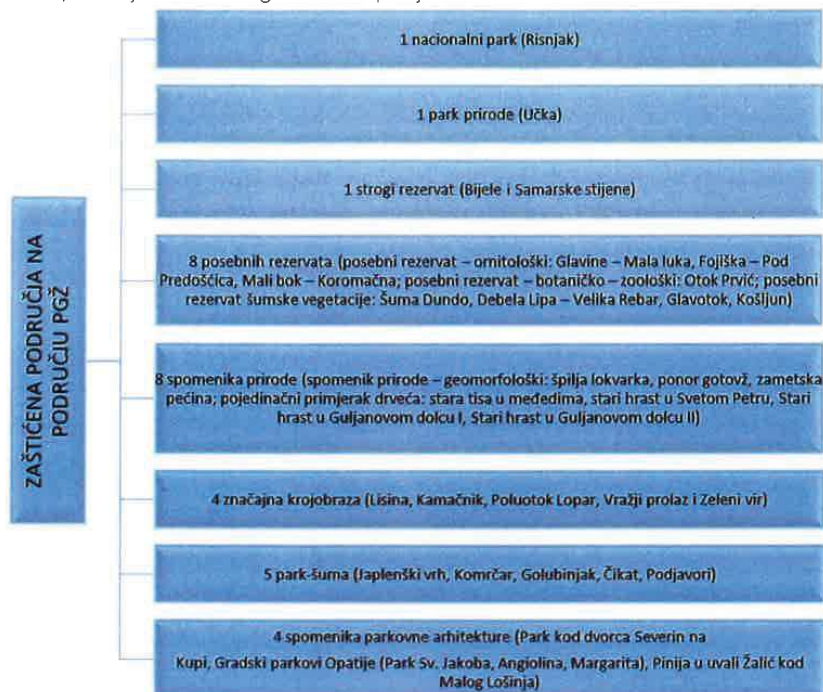 ZAŠTIĆENA PODRUČJA NA
PODRUČJU PGŽ
1 nacionalni park (Risnjak)
1 park prirode (Učka)
1 strogi rezervat (Bijele i Samarske stijene)
8 posebnih rezervata (posebni rezervat – ornitološki: Glavine – Mala luka, Fojiška – Pod
Predošćica, Mali bok – Koromačna; posebni rezervat – botaničko – zoološki: Otok Prvić; posebni
rezervat šumske vegetacije: Šuma Dundo, Debela Lipa – Velika Rebar, Glavotok, Košljun)
8 spomenika prirode (spomenik prirode – geomorfološki: špilja lokvarka, ponor gotovž, zametska
pećina; pojedinačni primjerak drveća: stara tisa u međedima, stari hrast u Svetom Petru, Stari
hrast u Guljanovom dolcu I, Stari hrast u Guljanovom dolcu II)
4 značajna krojobraza (Lisina, Kamačnik, Poluotok Lopar, Vražji prolaz i Zeleni vir)
5 park-šuma (Japlenški vrh, Komrčar, Golubinjak, Čikat, Podjavori)
4 spomenika parkovne arhitekture (Park kod dvorca Severin na
Kupi, Gradski parkovi Opatije (Park Sv. Jakoba, Angiolina, Margarita), Pinija u uvali Žalić kod
Malog Lošinja)